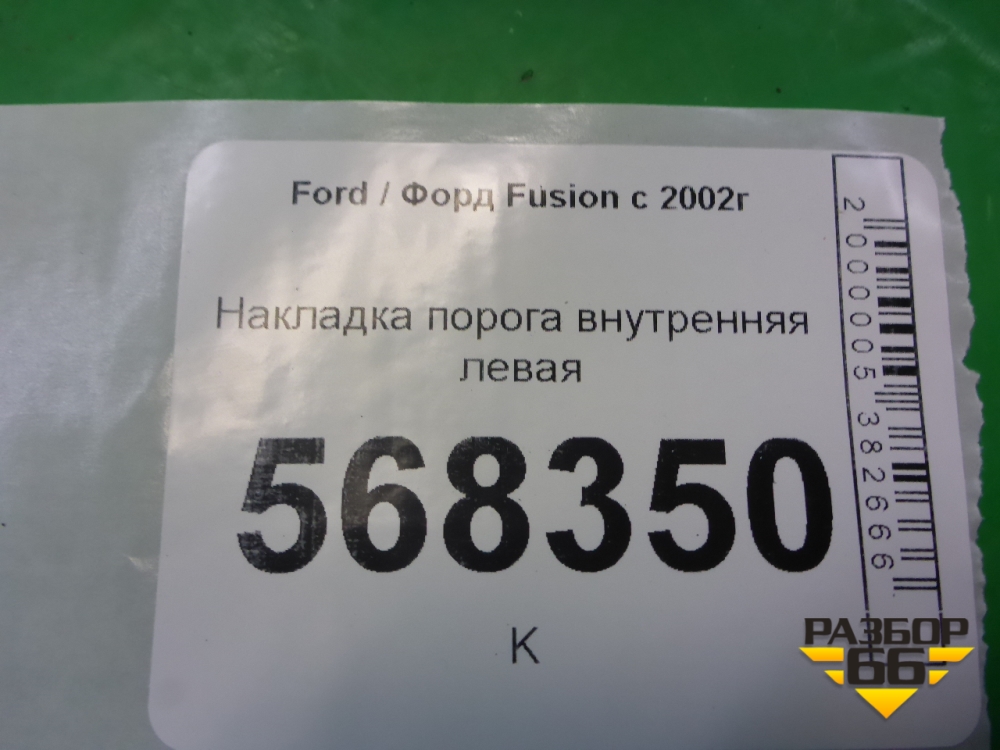 Ford / Форд Fusion с 2002г
Накладка порога внутренняя
левая
568350
К
2000005382666
РАЗБОР
66